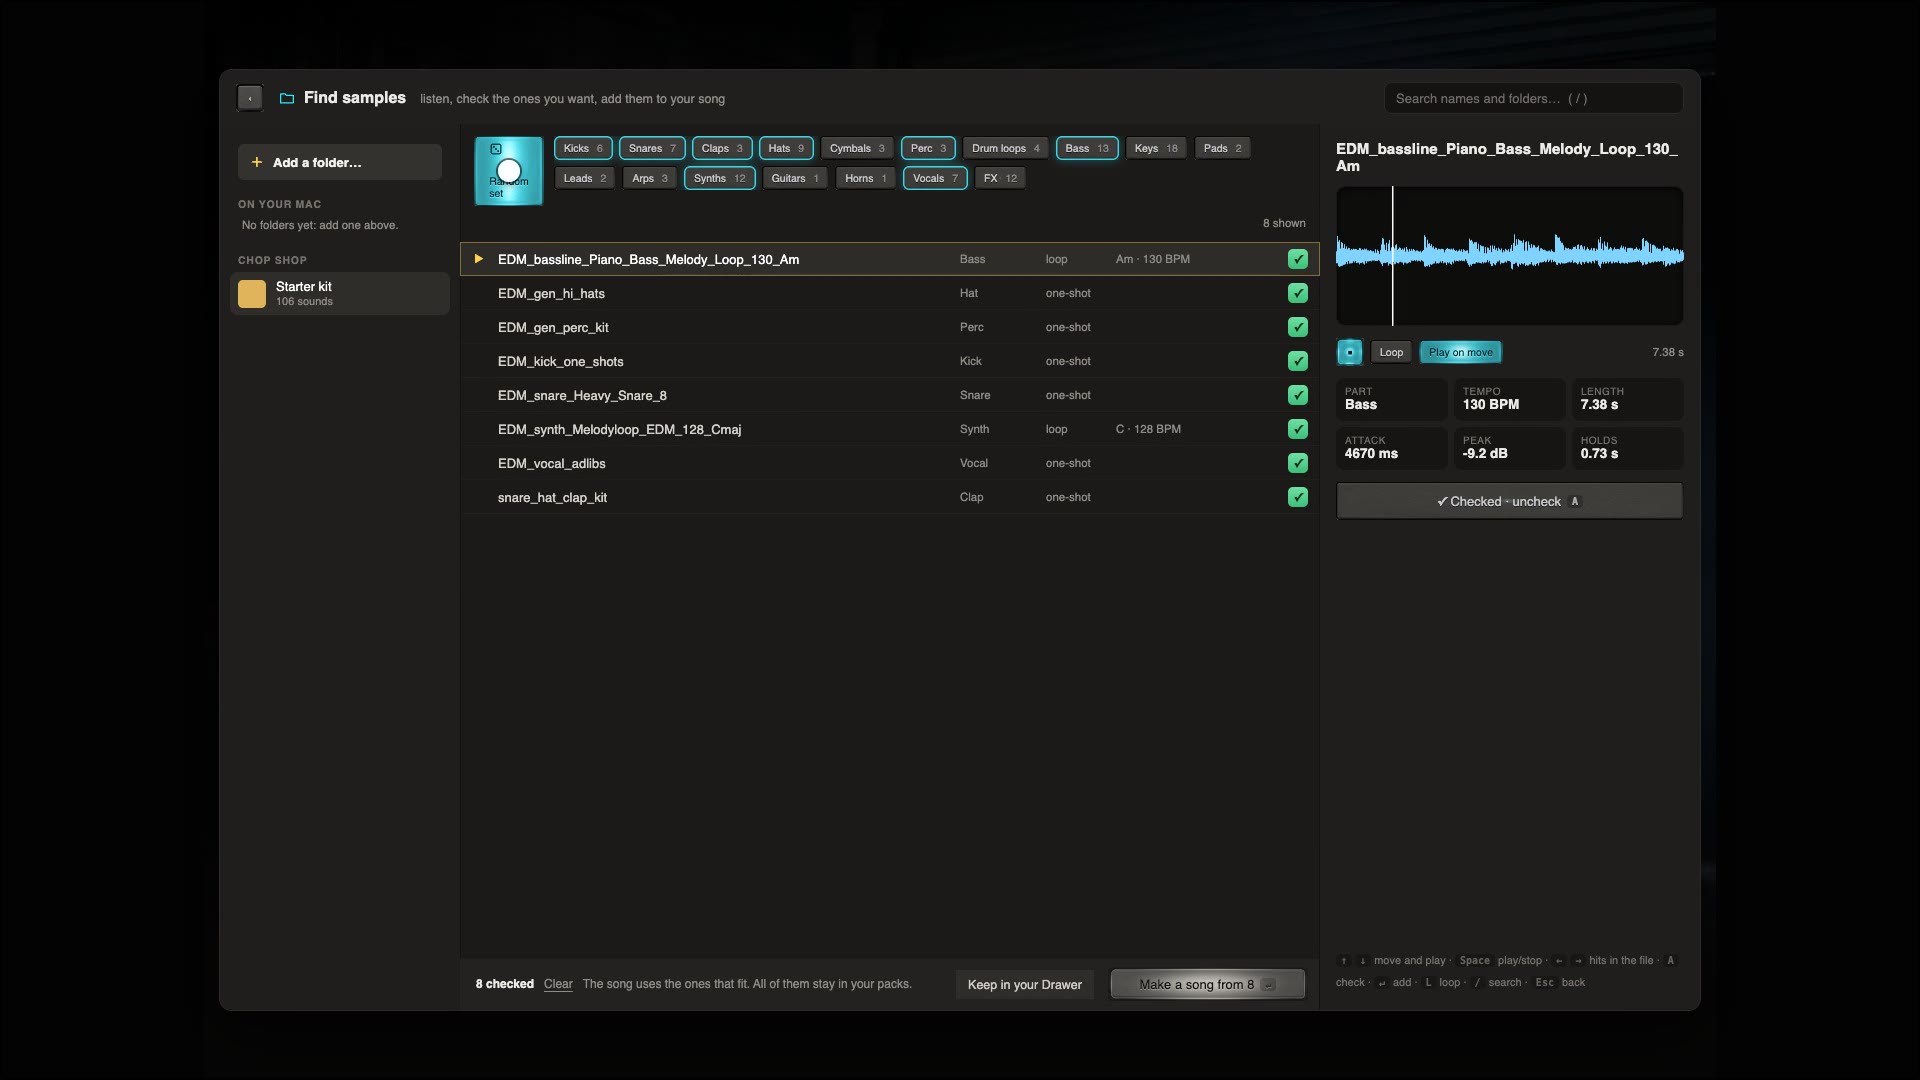 Find samples listen, check the ones you want, add them to your song
Search names and folders… ( / )
+ Add a folder…
ON YOUR MAC
No folders yet: add one above.
CHOP SHOP
Starter kit
106 sounds
Random
set
Kicks 6 Snares 7 Claps 3 Hats 9 Cymbals 3 Perc 3 Drum loops 4 Bass 13 Keys 18 Pads 2
Leads 2 Arps 3 Synths 12 Guitars 1 Horns 1 Vocals 7 FX 12
8 shown
EDM_bassline_Piano_Bass_Melody_Loop_130_Am Bass loop Am · 130 BPM
EDM_gen_hi_hats Hat one-shot
EDM_gen_perc_kit Perc one-shot
EDM_kick_one_shots Kick one-shot
EDM_snare_Heavy_Snare_8 Snare one-shot
EDM_synth_Melodyloop_EDM_128_Cmaj Synth loop C · 128 BPM
EDM_vocal_adlibs Vocal one-shot
snare_hat_clap_kit Clap one-shot
8 checked Clear The song uses the ones that fit. All of them stay in your packs. Keep in your Drawer Make a song from 8 ↵
EDM_bassline_Piano_Bass_Melody_Loop_130_
Am
Loop Play on move 7.38 s
PART TEMPO LENGTH
Bass 130 BPM 7.38 s
ATTACK PEAK HOLDS
4670 ms -9.2 dB 0.73 s
✓ Checked · uncheck A
↑ ↓ move and play · Space play/stop · ← → hits in the file · A
check · ↵ add · L loop · / search · Esc back